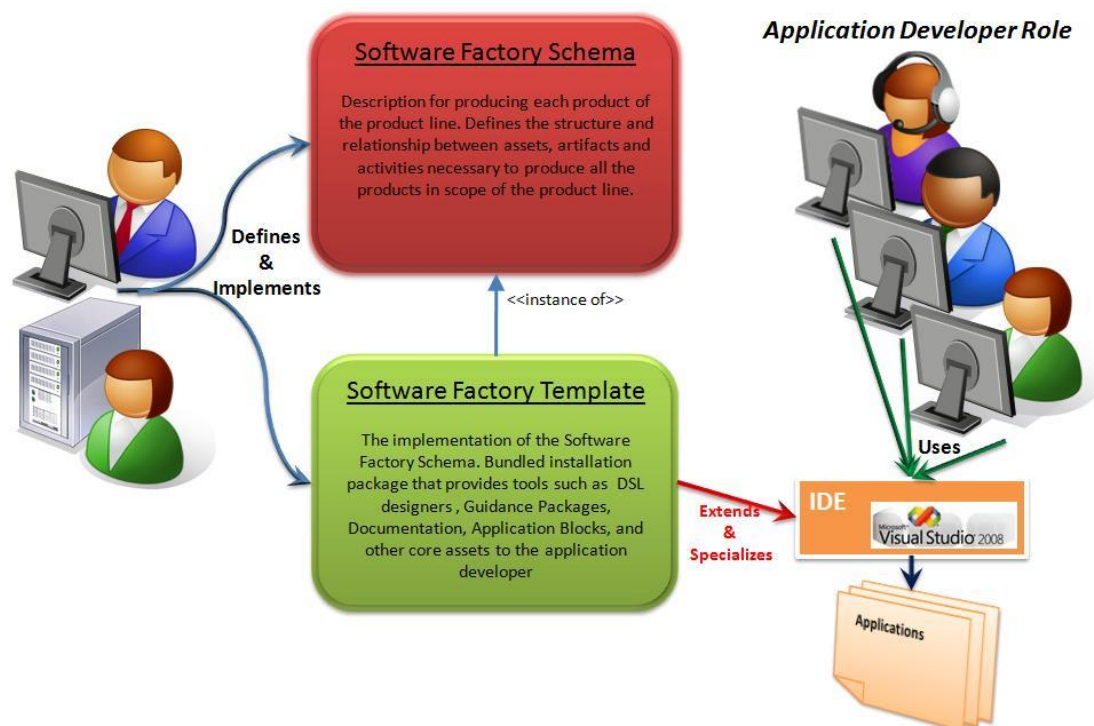 Application Developer Role
Software Factory Schema
Description for producing each product of
the product line. Defines the structure and
relationship between assets, artifacts and
activities necessary to produce all the
products in scope of the product line.
Defines
&
Implements
<<instance of>>
Software Factory Template
The implementation of the Software
Factory Schema. Bundled installation
package that provides tools such as DSL
designers , Guidance Packages,
Documentation, Application Blocks, and
other core assets to the application
developer
Extends
&
Specializes
Uses
IDE
Microsoft
Visual Studio 2008
Applications